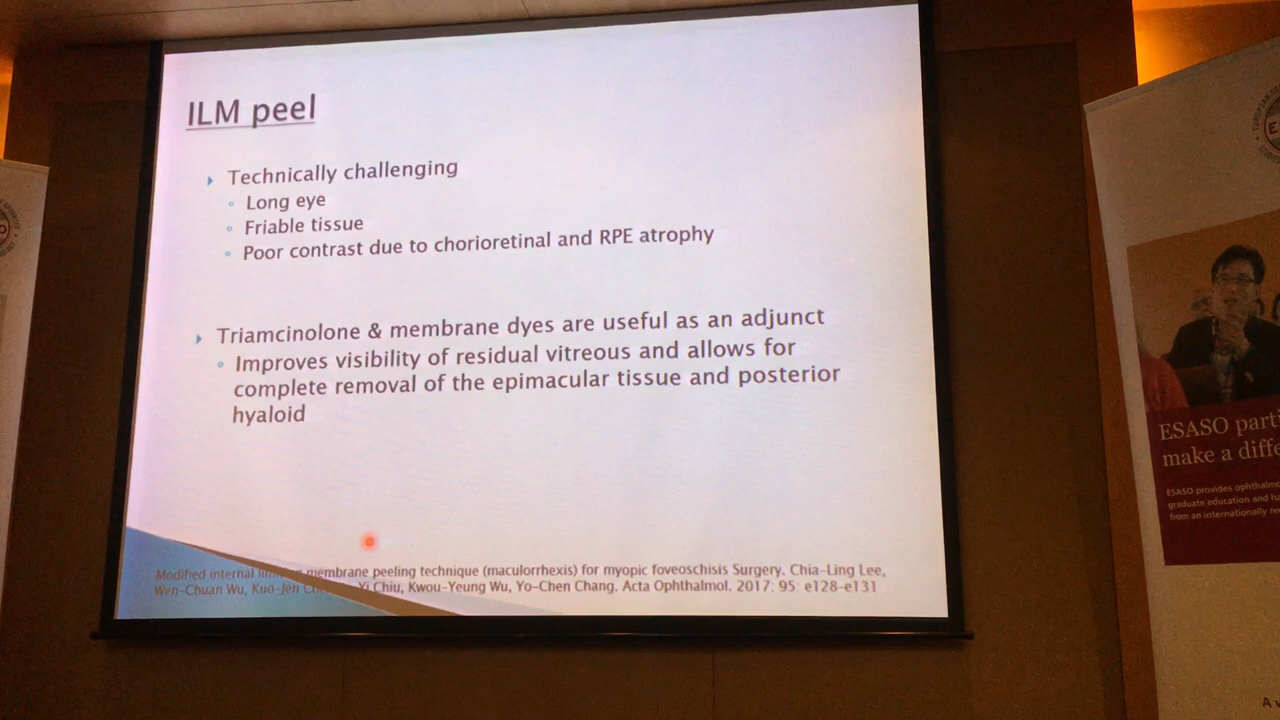 ILM peel
Technically challenging
Long eye
Friable tissue
Poor contrast due to chorioretinal and RPE atrophy
Triamcinolone & membrane dyes are useful as an adjunct
Improves visibility of residual vitreous and allows for
complete removal of the epimacular tissue and posterior
hyaloid
Modified internal membrane peeling technique (maculorrhexis) for myopic foveoschisis Surgery. Chia-Ling Lee,
Wen-Chuan Wu, Kuo-Jen Yi Chiu, Kwou-Yeung Wu, Yo-Chen Chang. Acta Ophthalmol. 2017: 95: e128-e131
ESASO part
make a diffe
ESASO provides ophthalmo
graduate education and ha
from an internationally re